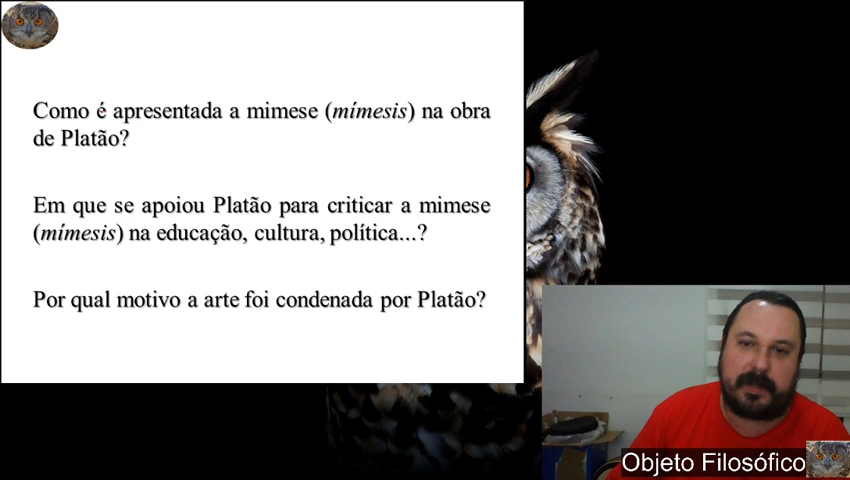 Como é apresentada a mimese (mímesis) na obra
de Platão?
Em que se apoiou Platão para criticar a mimese
(mímesis) na educação, cultura, política...?
Por qual motivo a arte foi condenada por Platão?
Objeto Filosófico